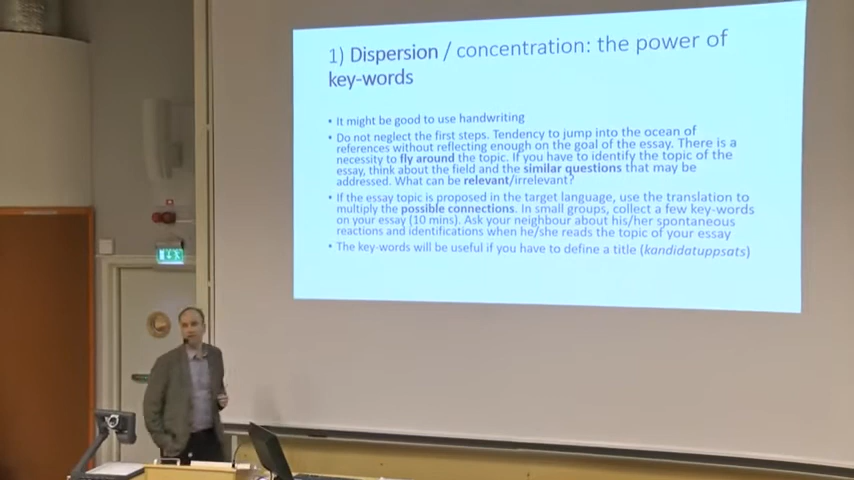 1) Dispersion / concentration: the power of
key-words
• It might be good to use handwriting
• Do not neglect the first steps. Tendency to jump into the ocean of
references without reflecting enough on the goal of the essay. There is a
necessity to fly around the topic. If you have to identify the topic of the
essay, think about the field and the similar questions that may be
addressed. What can be relevant/irrelevant?
• If the essay topic is proposed in the target language, use the translation to
multiply the possible connections. In small groups, collect a few key-words
on your essay (10 mins). Ask your neighbour about his/her spontaneous
reactions and identifications when he/she reads the topic of your essay
• The key-words will be useful if you have to define a title (kandidatuppsats)